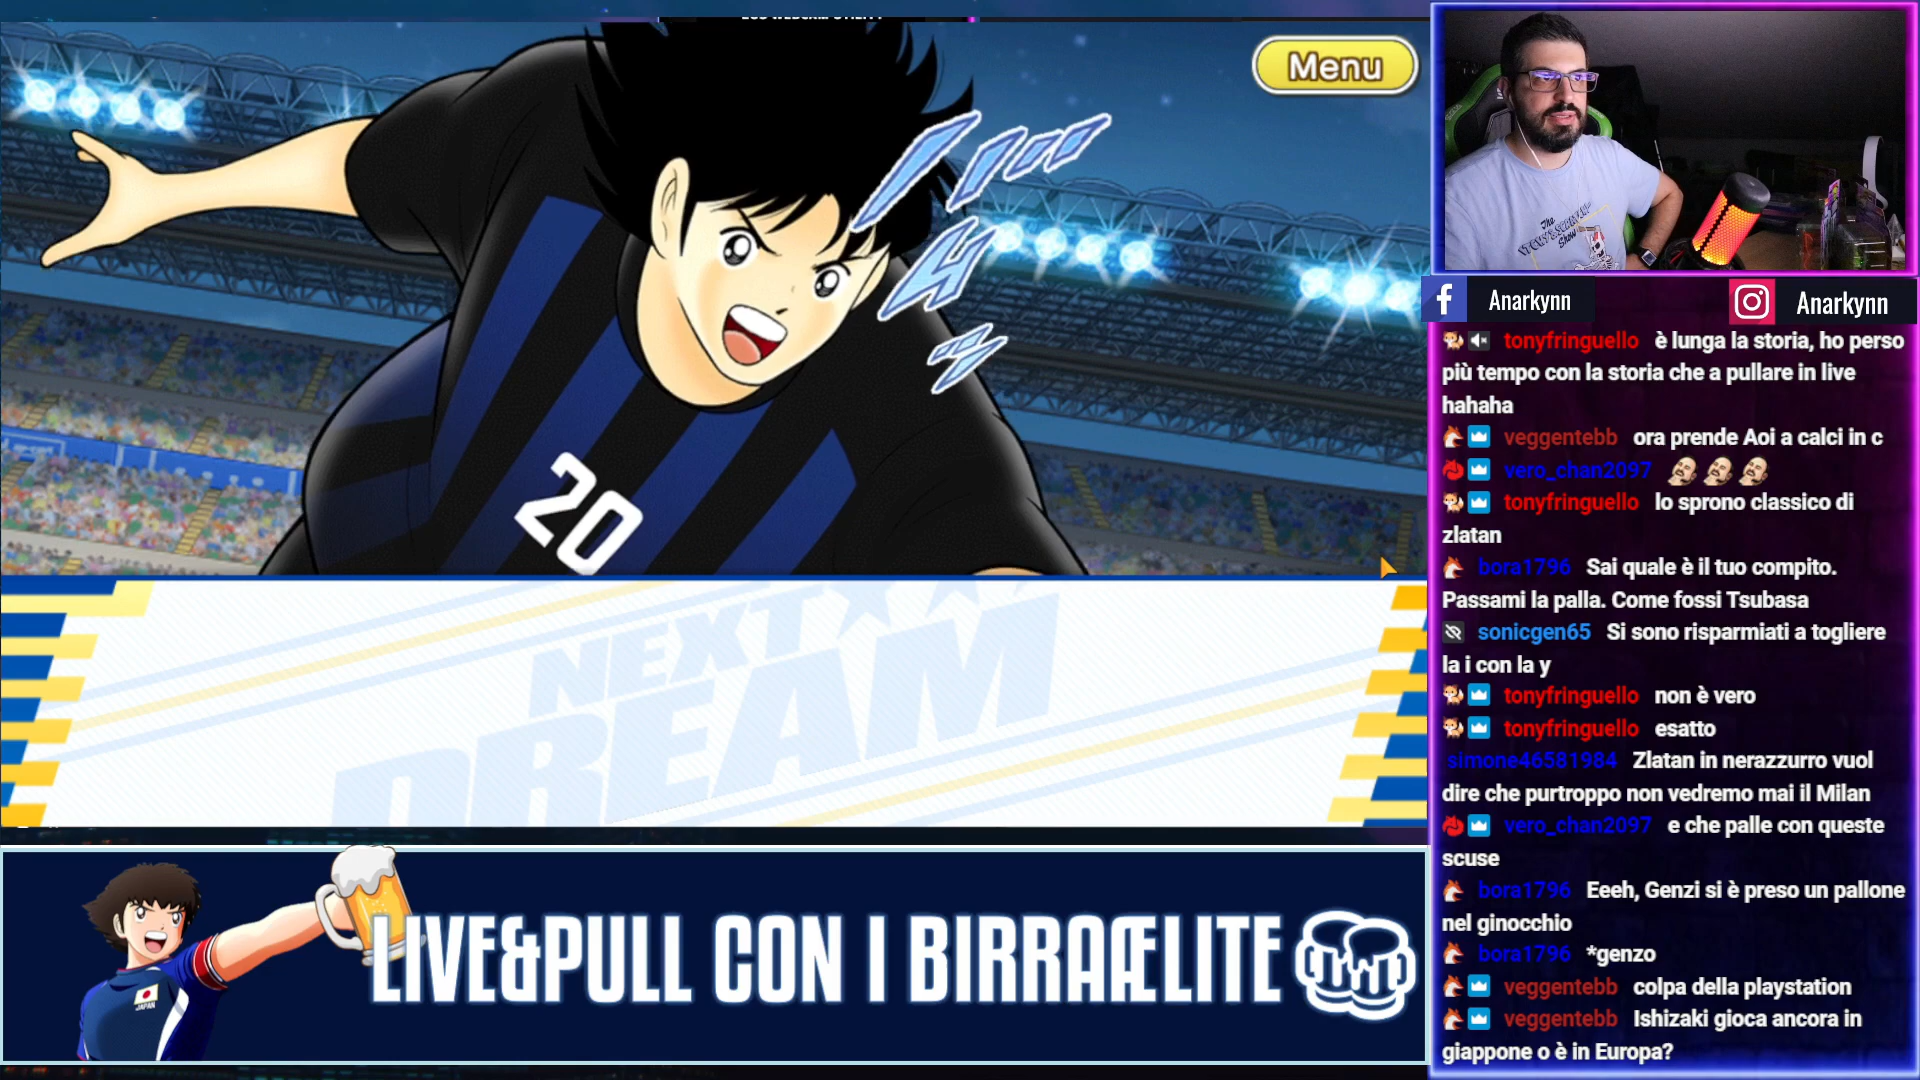 Menu
20
NEXT
DREAM
JAPAN
LIVE&PULL CON I BIRRAÆLITE
The
Show
Anarkynn
Anarkynn
tonyfringuello è lunga la storia, ho perso
più tempo con la storia che a pullare in live
hahaha
veggentebb ora prende Aoi a calci in c
vero_chan2097
tonyfringuello lo sprono classico di
zlatan
bora1796 Sai quale è il tuo compito.
Passami la palla. Come fossi Tsubasa
sonicgen65 Si sono risparmiati a togliere
la i con la y
tonyfringuello non è vero
tonyfringuello esatto
simone46581984 Zlatan in nerazzurro vuol
dire che purtroppo non vedremo mai il Milan
vero_chan2097 e che palle con queste
scuse
bora1796 Eeeh, Genzi si è preso un pallone
nel ginocchio
bora1796 *genzo
veggentebb colpa della playstation
veggentebb Ishizaki gioca ancora in
giappone o è in Europa?